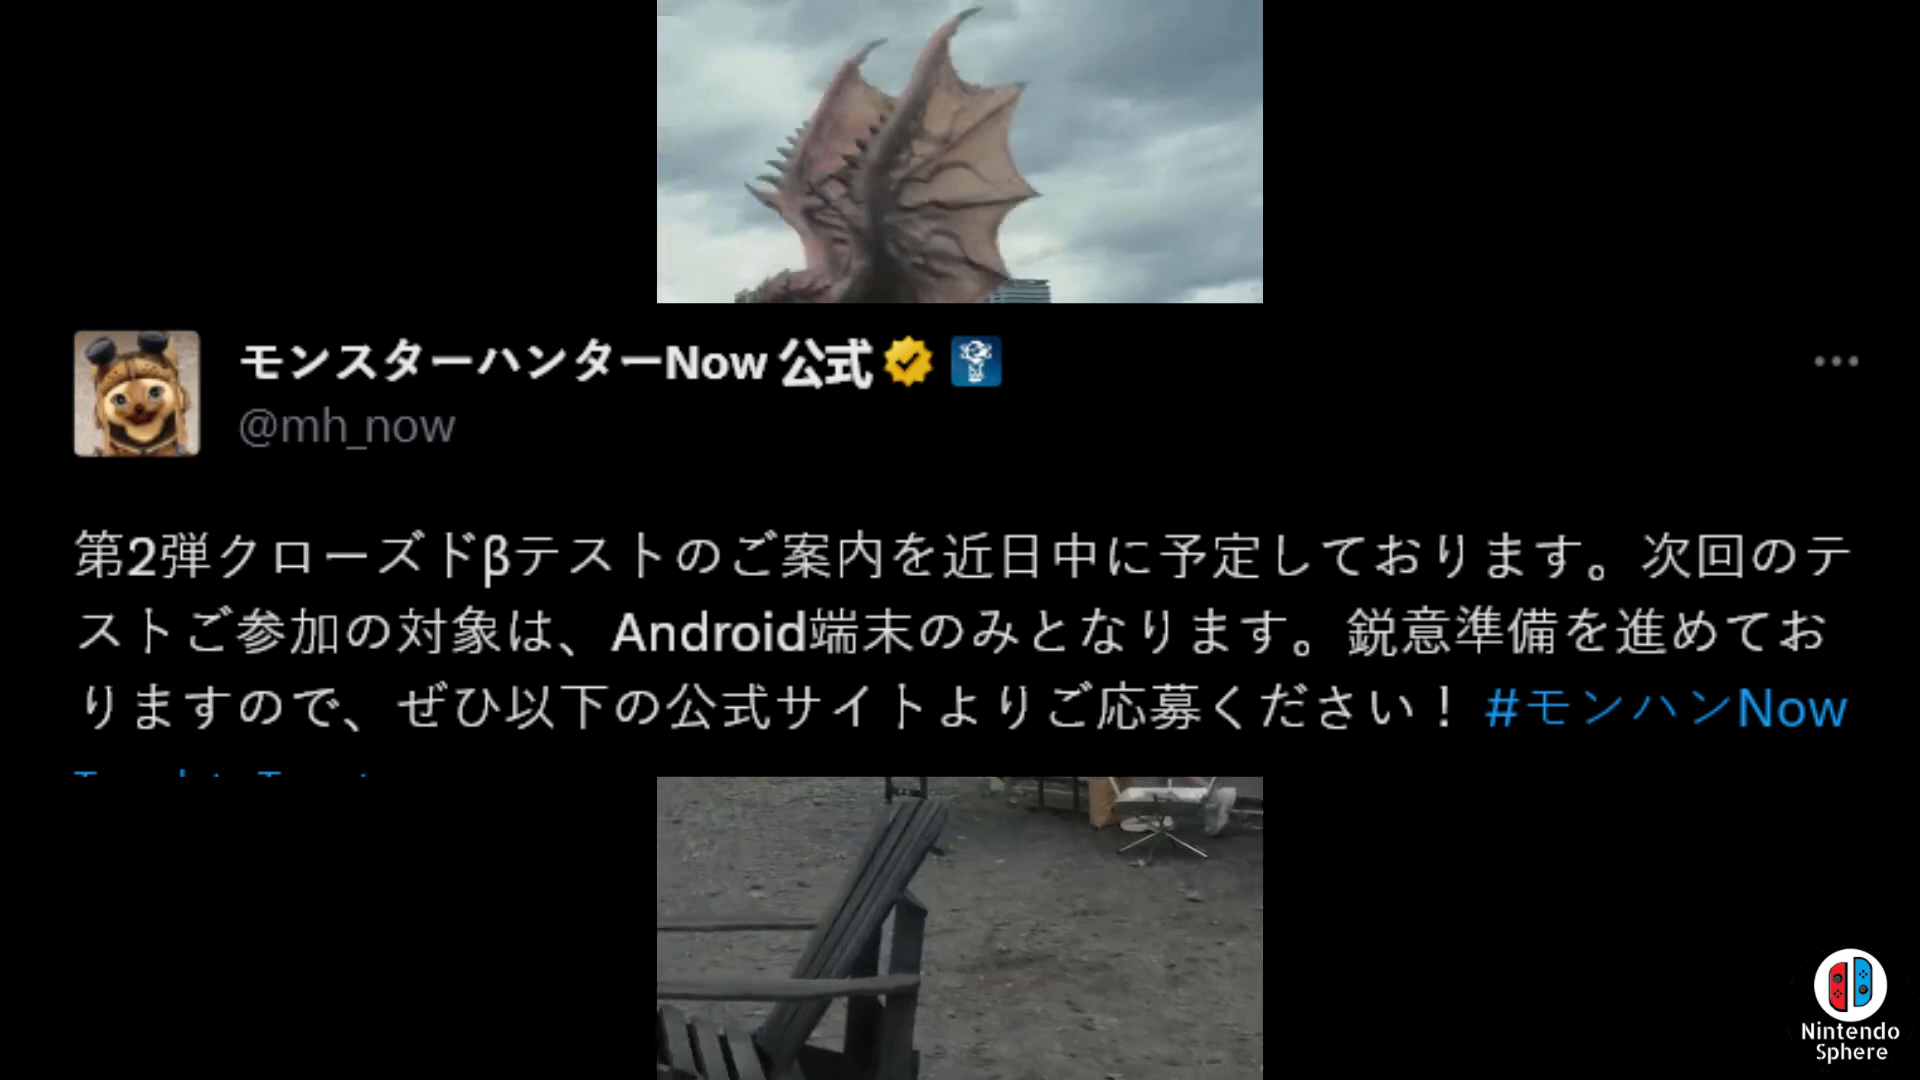 モンスターハンターNow 公式
@mh_now
第2弾クローズドβテストのご案内を近日中に予定しております。次回のテ
ストご参加の対象は、Android端末のみとなります。鋭意準備を進めてお
りますので、ぜひ以下の公式サイトよりご応募ください！ #モンハンNow
Nintendo
Sphere